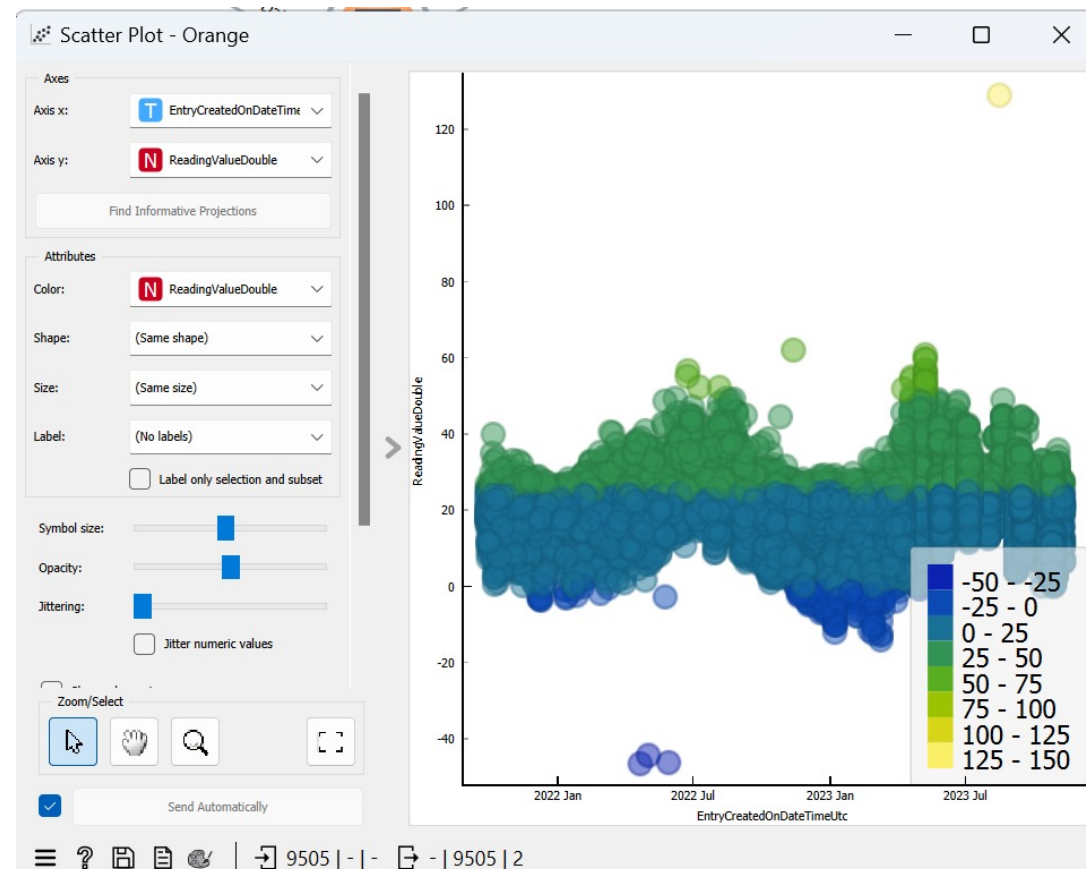 Scatter Plot - Orange
Axes
Axis x:
T EntryCreatedOnDateTime
Axis y:
N ReadingValueDouble
Find Informative Projections
Attributes
Color:
N ReadingValueDouble
Shape:
(Same shape)
Size:
(Same size)
Label:
(No labels)
Label only selection and subset
Symbol size:
Opacity:
Jittering:
Jitter numeric values
Zoom/Select
Send Automatically
9505 | - | -
- | 9505 | 2
ReadingValueDouble
120
100
80
60
40
20
0
-20
-40
2022 Jan
2022 Jul
2023 Jan
2023 Jul
EntryCreatedOnDateTimeUtc
-50 - -25
-25 - 0
0 - 25
25 - 50
50 - 75
75 - 100
100 - 125
125 - 150